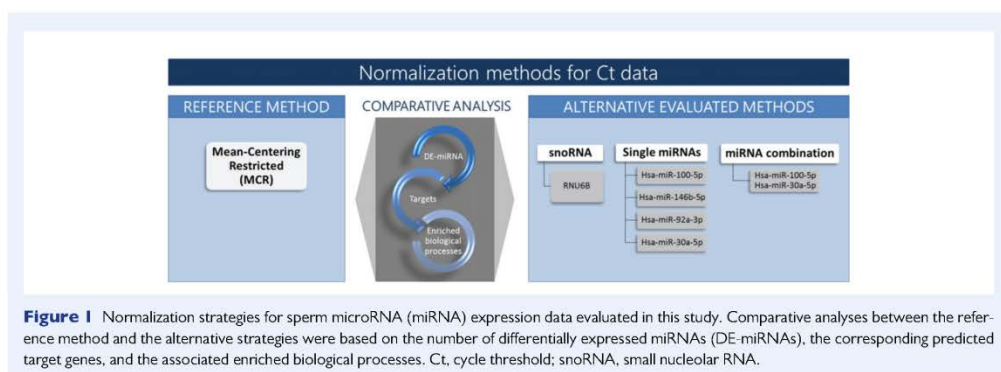 Normalization methods for Ct data
REFERENCE METHOD
Mean-Centering
Restricted
(MCR)
COMPARATIVE ANALYSIS
DE-miRNA
Targets
Enriched
biological
processes
ALTERNATIVE EVALUATED METHODS
snoRNA
RNU6B
Single miRNAs
Hsa-miR-100-5p
Hsa-miR-146b-5p
Hsa-miR-92a-3p
Hsa-miR-30a-5p
miRNA combination
Hsa-miR-100-5p
Hsa-miR-30a-5p
Figure 1 Normalization strategies for sperm microRNA (miRNA) expression data evaluated in this study. Comparative analyses between the refer-
ence method and the alternative strategies were based on the number of differentially expressed miRNAs (DE-miRNAs), the corresponding predicted
target genes, and the associated enriched biological processes. Ct, cycle threshold; snoRNA, small nucleolar RNA.